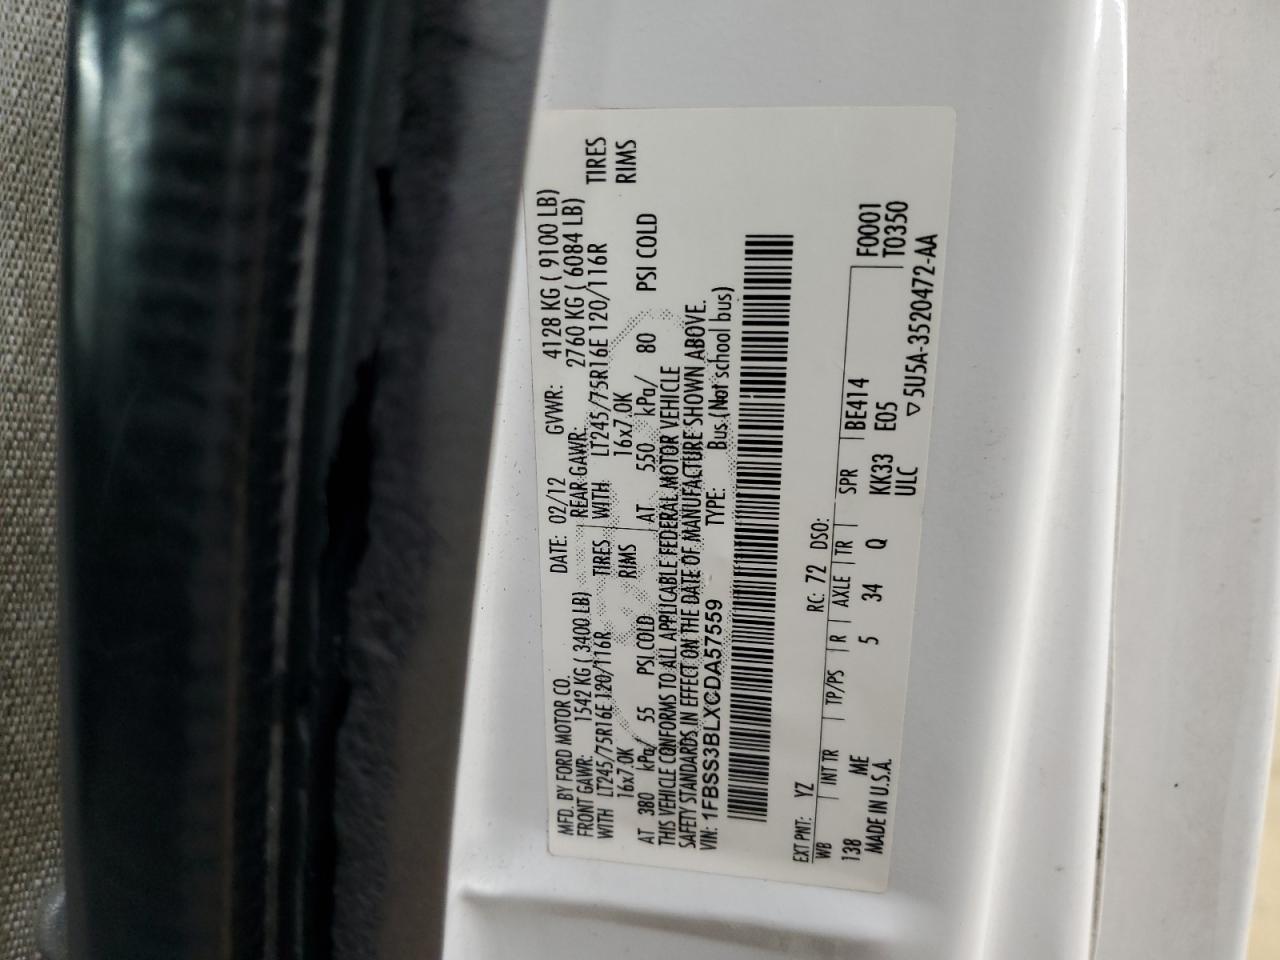 MFD. BY FORD MOTOR CO.
DATE: 02/12 GVWR: 4128 KG ( 9100 LB)
FRONT GAWR: 1542 KG ( 3400 LB) REAR GAWR: 2760 KG ( 6084 LB)
WITH LT245/75R16E 120/116R TIRES WITH LT245/75R16E 120/116R TIRES
16x7.0K RIMS 16x7.0K RIMS
AT 380 kPa/ 55 PSI COLD AT 550 kPa/ 80 PSI COLD
THIS VEHICLE CONFORMS TO ALL APPLICABLE FEDERAL MOTOR VEHICLE
SAFETY STANDARDS IN EFFECT ON THE DATE OF MANUFACTURE SHOWN ABOVE.
VIN: 1FBSS3BLXCDA57559 TYPE: Bus (Not school bus)
EXT PNT: YZ RC: 72 DSO:
WB INT TR TP/PS R AXLE TR SPR BE414 F0001
138 ME 5 34 Q KK33 E05 T0350
MADE IN U.S.A. ULC ▽5U5A-3520472-AA